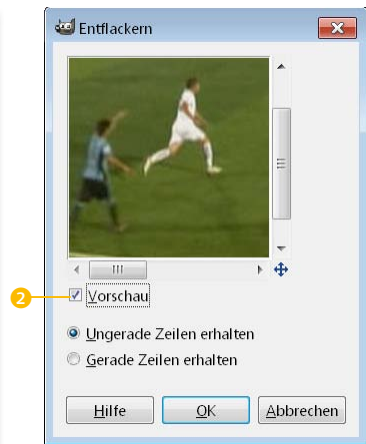 Entflackern
2
Vorschau
Ungerade Zeilen erhalten
Gerade Zeilen erhalten
Hilfe
OK
Abbrechen